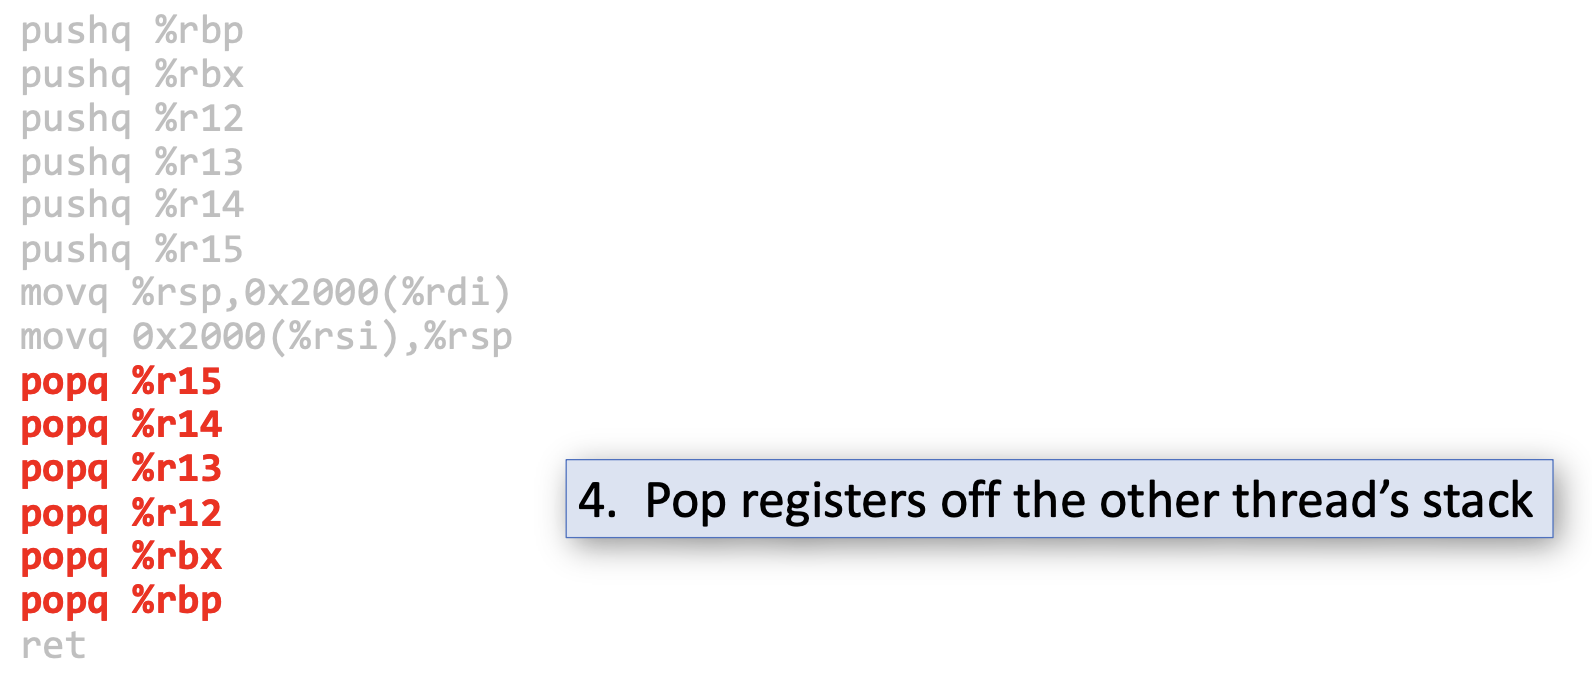 pushq %rbp
pushq %rbx
pushq %r12
pushq %r13
pushq %r14
pushq %r15
movq %rsp,0x2000(%rdi)
movq 0x2000(%rsi),%rsp
popq %r15
popq %r14
popq %r13
popq %r12
popq %rbx
popq %rbp
ret
4. Pop registers off the other thread’s stack